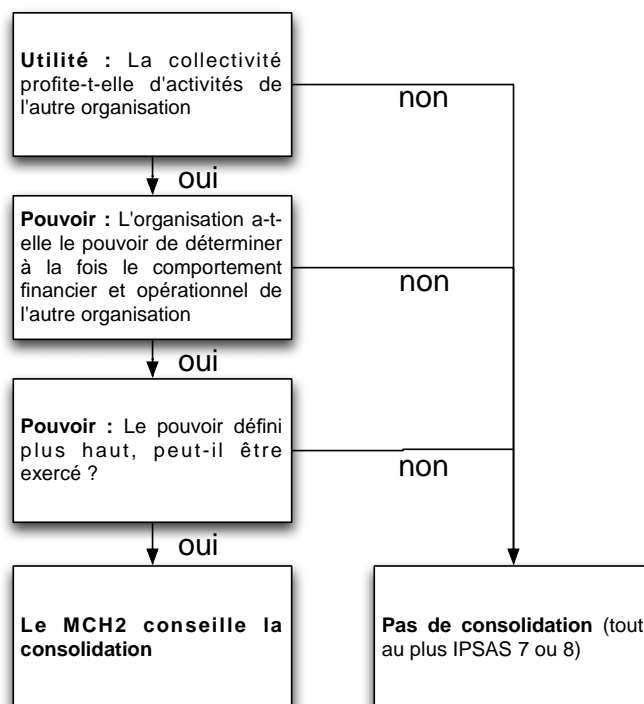 Utilité : La collectivité
profite-t-elle d'activités de
l'autre organisation
non
oui
Pouvoir : L'organisation a-t-
elle le pouvoir de déterminer
à la fois le comportement
financier et opérationnel de
l'autre organisation
non
oui
Pouvoir : Le pouvoir défini
plus haut, peut-il être
exercé ?
non
oui
Le MCH2 conseille la
consolidation
Pas de consolidation (tout
au plus IPSAS 7 ou 8)